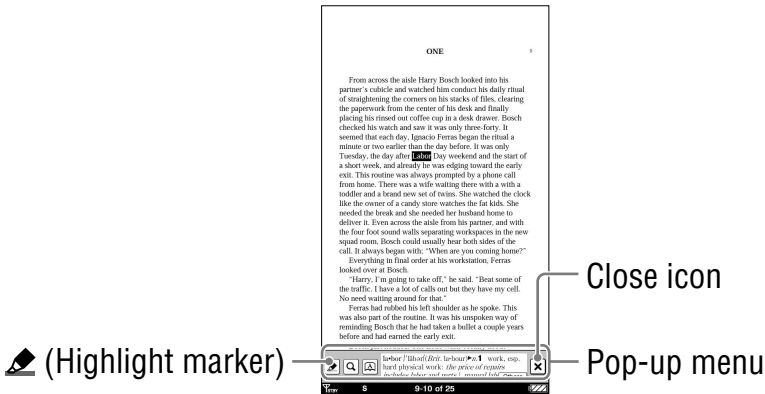 ONE
From across the aisle Harry Bosch looked into his
partner's cubicle and watched him conduct his daily ritual
of straightening the corners on his stacks of files, clearing
the paperwork from the center of his desk and finally
placing his rinsed out coffee cup in a desk drawer. Bosch
checked his watch and saw it was only three-forty. It
seemed that each day, Ignacio Ferras began the ritual a
minute or two earlier than the day before. It was only
Tuesday, the day after Labor Day weekend and the start of
a short week, and already he was edging toward the early
exit. This routine was always prompted by a phone call
from home. There was a wife waiting there with a with a
toddler and a brand new set of twins. She watched the clock
like the owner of a candy store watches the fat kids. She
needed the break and she needed her husband home to
deliver it. Even across the aisle from his partner, and with
the four foot sound walls separating workspaces in the new
squad room, Bosch could usually hear both sides of the
call. It always began with: "When are you coming home?"
Everything in final order at his workstation, Ferras
looked over at Bosch.
"Harry, I'm going to take off," he said. "Beat some of
the traffic. I have a lot of calls out but they have my cell.
No need waiting around for that."
Ferras had rubbed his left shoulder as he spoke. This
was also part of the routine. It was his unspoken way of
reminding Bosch that he had taken a bullet a couple years
before and had earned the early exit.
Close icon
(Highlight marker)
la•bor
(Brit. la•bour) ▶n. 1 work, esp.
hard physical work: the price of repairs
includes labor and parts | manual
Pop-up menu
S 9-10 of 25